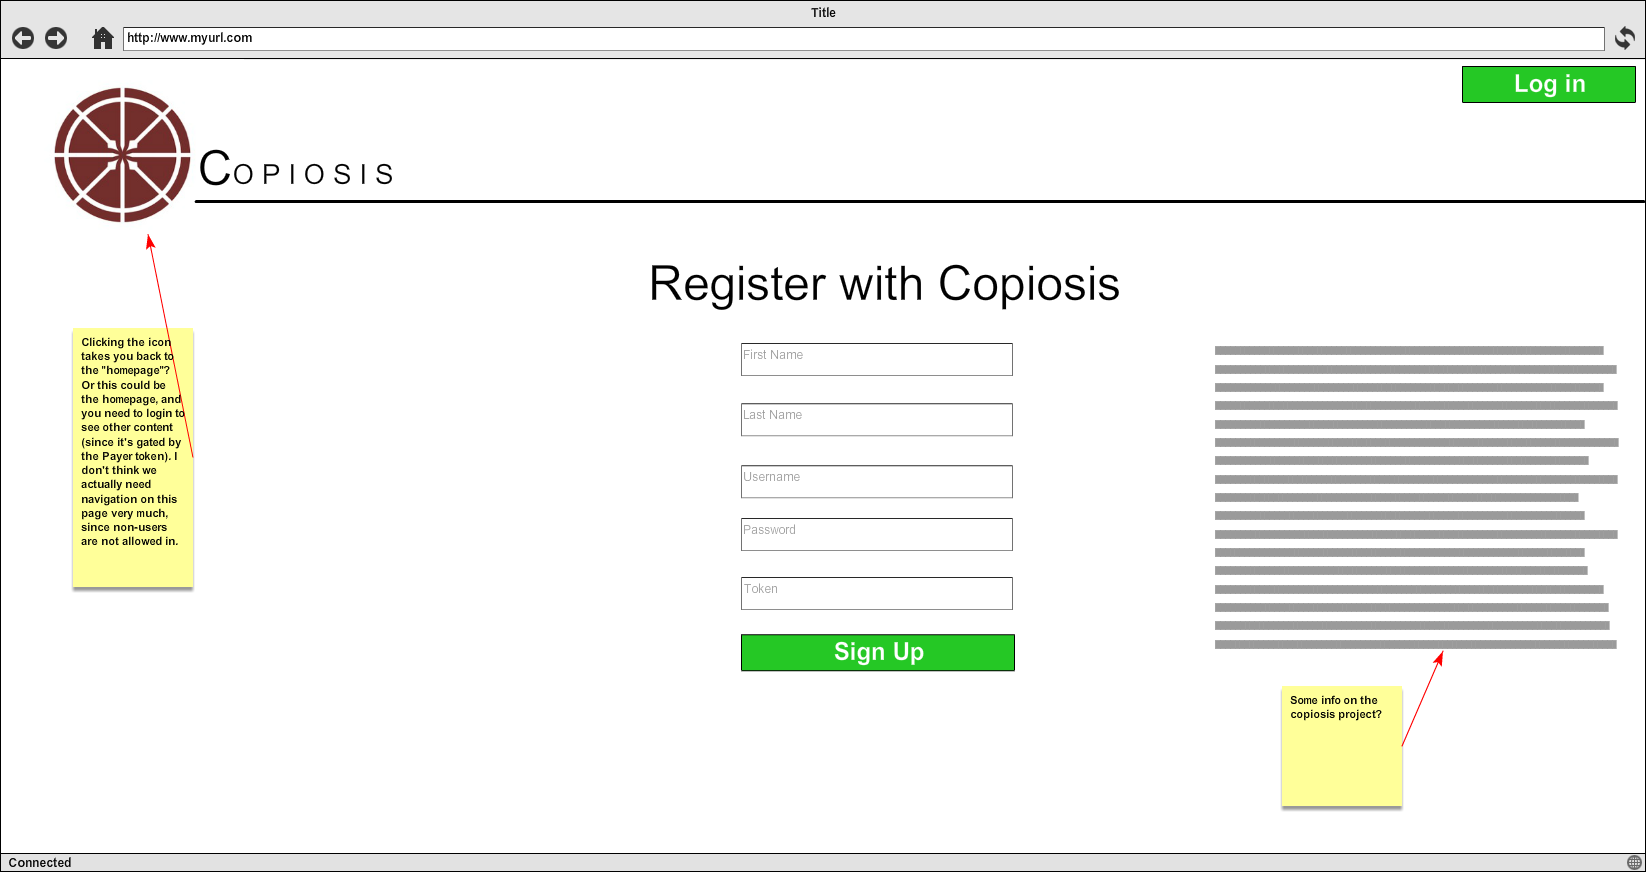 Title
http://www.myurl.com
Log in
COPIOSIS
Register with Copiosis
First Name
Last Name
Username
Password
Token
Sign Up
Clicking the icon
takes you back to
the "homepage"?
Or this could be
the homepage, and
you need to login to
see other content
(since it's gated by
the Payer token). I
don't think we
actually need
navigation on this
page very much,
since non-users
are not allowed in.
Some info on the
copiosis project?
Connected